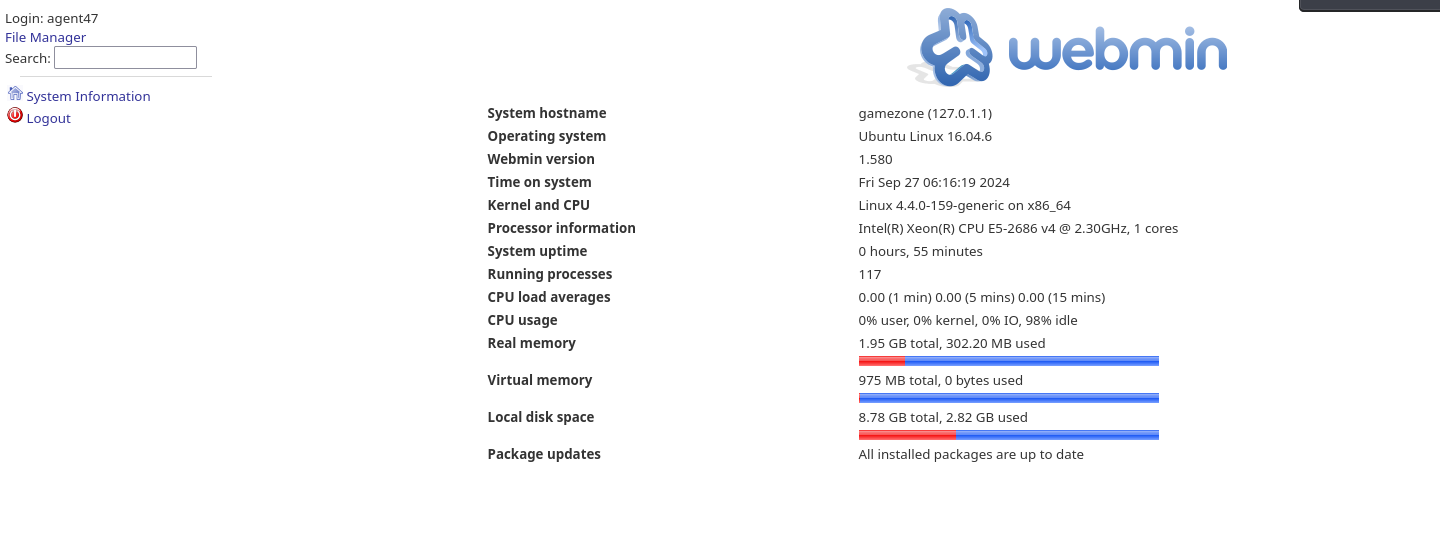 Login: agent47
File Manager
Search:
System Information
Logout
webmin
System hostname gamezone (127.0.1.1)
Operating system Ubuntu Linux 16.04.6
Webmin version 1.580
Time on system Fri Sep 27 06:16:19 2024
Kernel and CPU Linux 4.4.0-159-generic on x86_64
Processor information Intel(R) Xeon(R) CPU E5-2686 v4 @ 2.30GHz, 1 cores
System uptime 0 hours, 55 minutes
Running processes 117
CPU load averages 0.00 (1 min) 0.00 (5 mins) 0.00 (15 mins)
CPU usage 0% user, 0% kernel, 0% IO, 98% idle
Real memory 1.95 GB total, 302.20 MB used
Virtual memory 975 MB total, 0 bytes used
Local disk space 8.78 GB total, 2.82 GB used
Package updates All installed packages are up to date